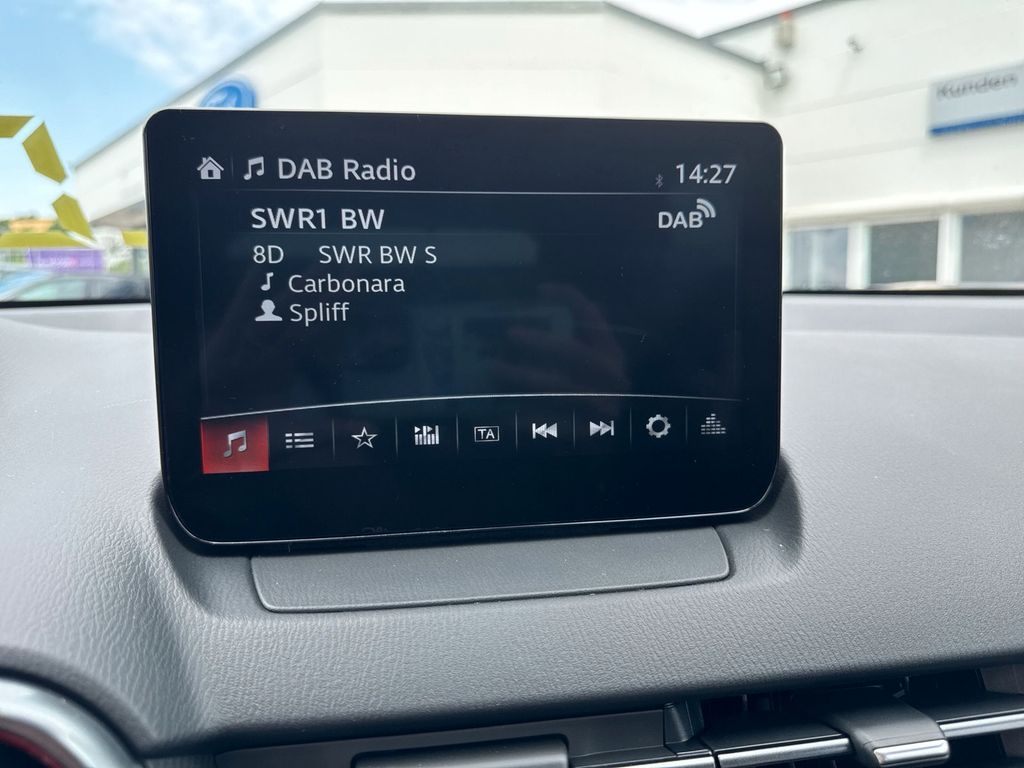 DAB Radio
14:27
SWR1 BW
DAB
8D SWR BW S
Carbonara
Spliff
TA
Kunden